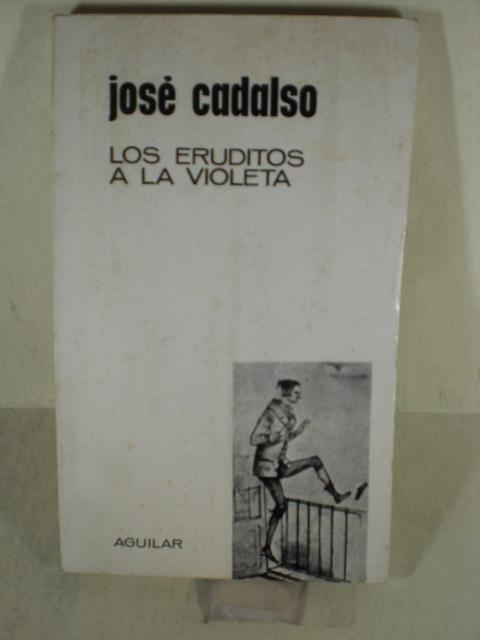 josé cadalso
LOS ERUDITOS
A LA VIOLETA
AGUILAR